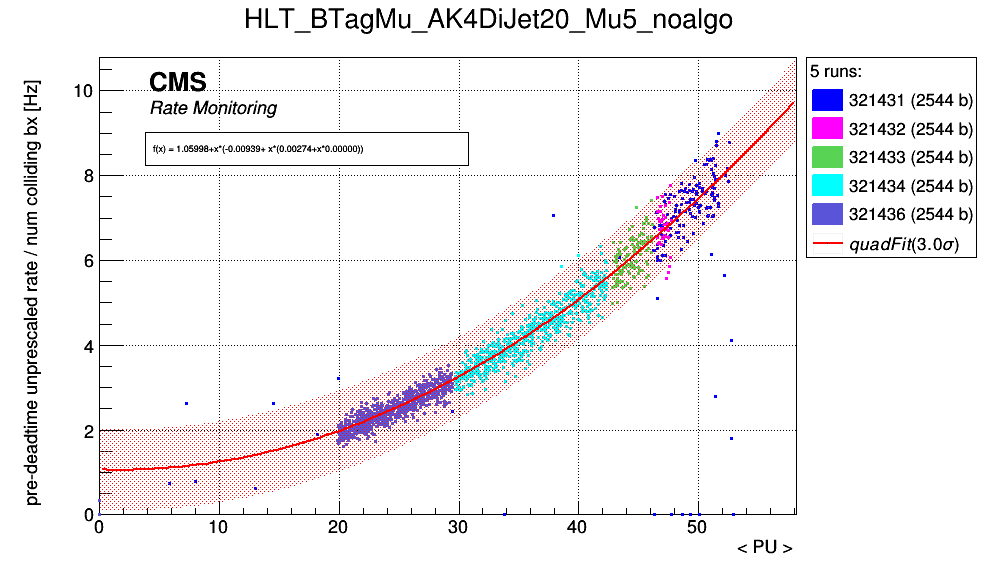 HLT_BTagMu_AK4DiJet20_Mu5_noalgo
pre-deadtime unprescaled rate / num colliding bx [Hz]
CMS
Rate Monitoring
f(x) = 1.05998+x*(-0.00939+ x*(0.00274+x*0.00000))
10
8
6
4
2
0
0 10 20 30 40 50
< PU >
5 runs:
321431 (2544 b)
321432 (2544 b)
321433 (2544 b)
321434 (2544 b)
321436 (2544 b)
quadFit(3.0σ)